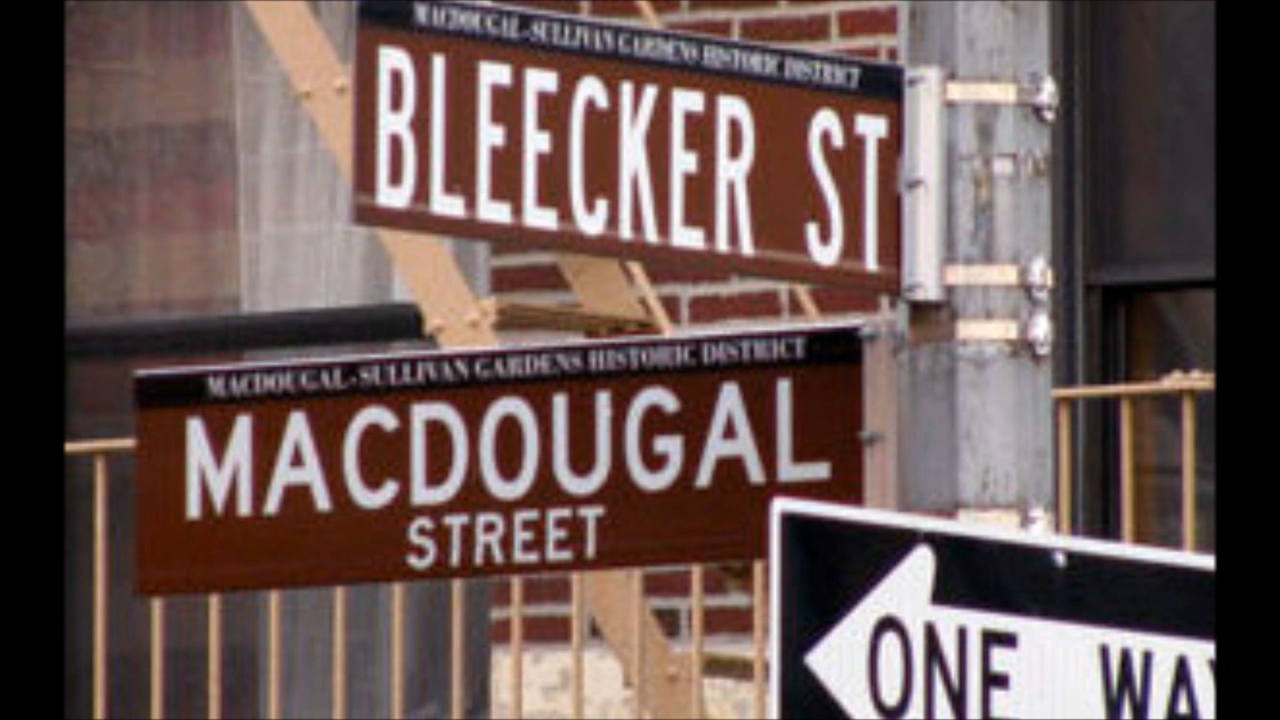 MACDOUGAL-SULLIVAN GARDENS HISTORIC DISTRICT
BLEECKER ST
MACDOUGAL-SULLIVAN GARDENS HISTORIC DISTRICT
MACDOUGAL
STREET
ONE WAY